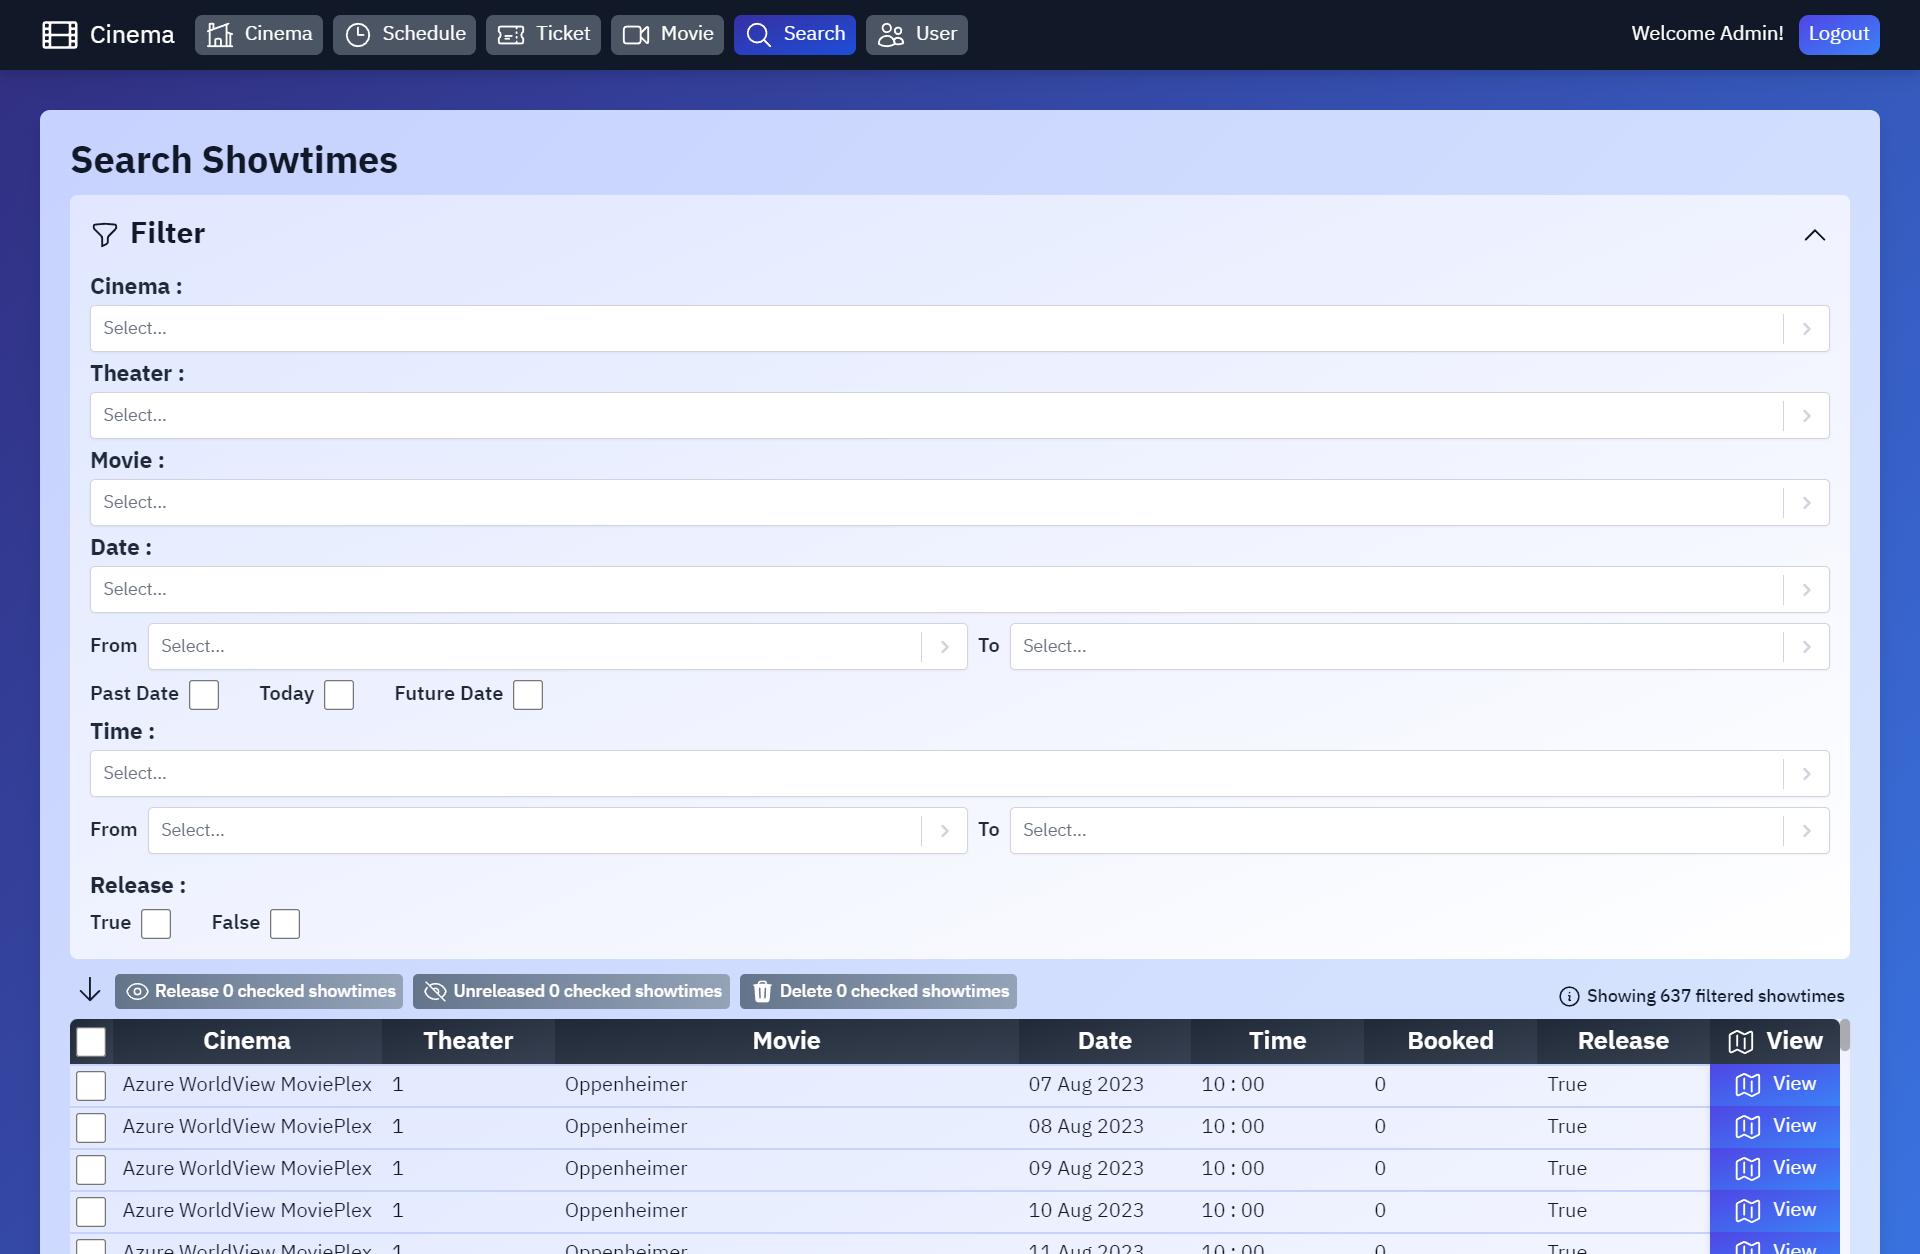 Cinema Cinema Schedule Ticket Movie Search User Welcome Admin! Logout
Search Showtimes
Filter
Cinema :
Select...
Theater :
Select...
Movie :
Select...
Date :
Select...
From Select... To Select...
Past Date Today Future Date
Time :
Select...
From Select... To Select...
Release :
True False
Release 0 checked showtimes Unreleased 0 checked showtimes Delete 0 checked showtimes Showing 637 filtered showtimes
Cinema Theater Movie Date Time Booked Release View
Azure WorldView MoviePlex 1 Oppenheimer 07 Aug 2023 10 : 00 0 True View
Azure WorldView MoviePlex 1 Oppenheimer 08 Aug 2023 10 : 00 0 True View
Azure WorldView MoviePlex 1 Oppenheimer 09 Aug 2023 10 : 00 0 True View
Azure WorldView MoviePlex 1 Oppenheimer 10 Aug 2023 10 : 00 0 True View
Azure WorldView MoviePlex 1 Oppenheimer 11 Aug 2023 10 : 00 0 True View